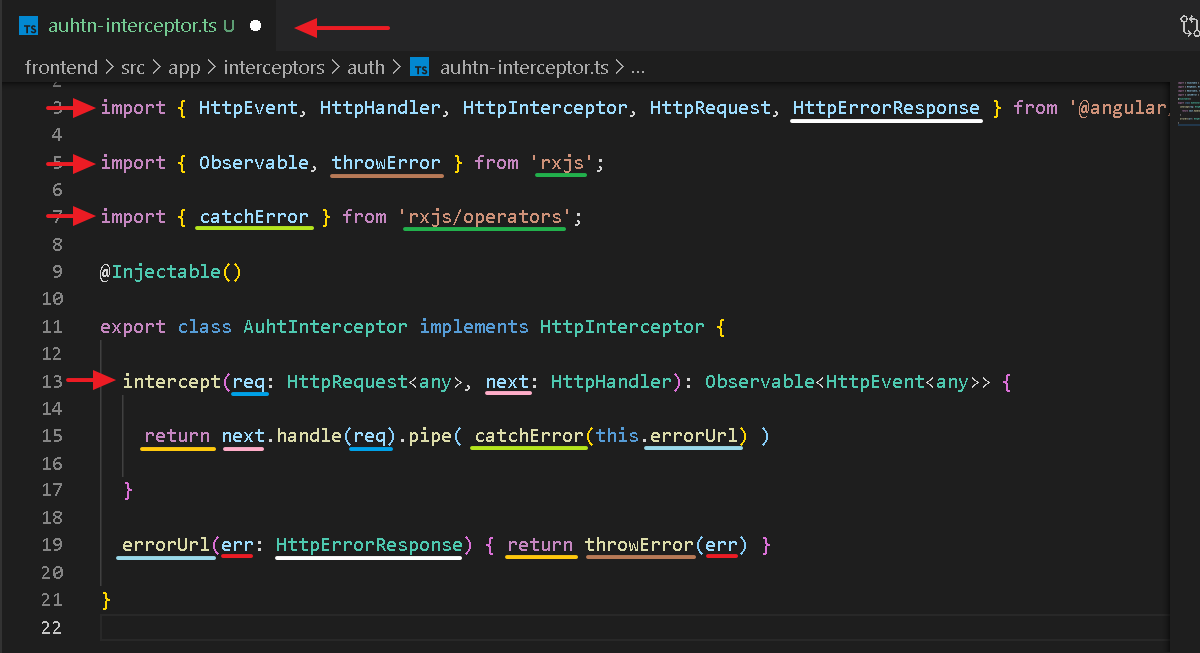 TS auhtn-interceptor.ts U
frontend > src > app > interceptors > auth > TS auhtn-interceptor.ts > ...
3 import { HttpEvent, HttpHandler, HttpInterceptor, HttpRequest, HttpErrorResponse } from '@angular/
4
5 import { Observable, throwError } from 'rxjs';
6
7 import { catchError } from 'rxjs/operators';
8
9 @Injectable()
10
11 export class AuhtInterceptor implements HttpInterceptor {
12
13 intercept(req: HttpRequest<any>, next: HttpHandler): Observable<HttpEvent<any>> {
14
15 return next.handle(req).pipe( catchError(this.errorUrl) )
16
17 }
18
19 errorUrl(err: HttpErrorResponse) { return throwError(err) }
20
21 }
22